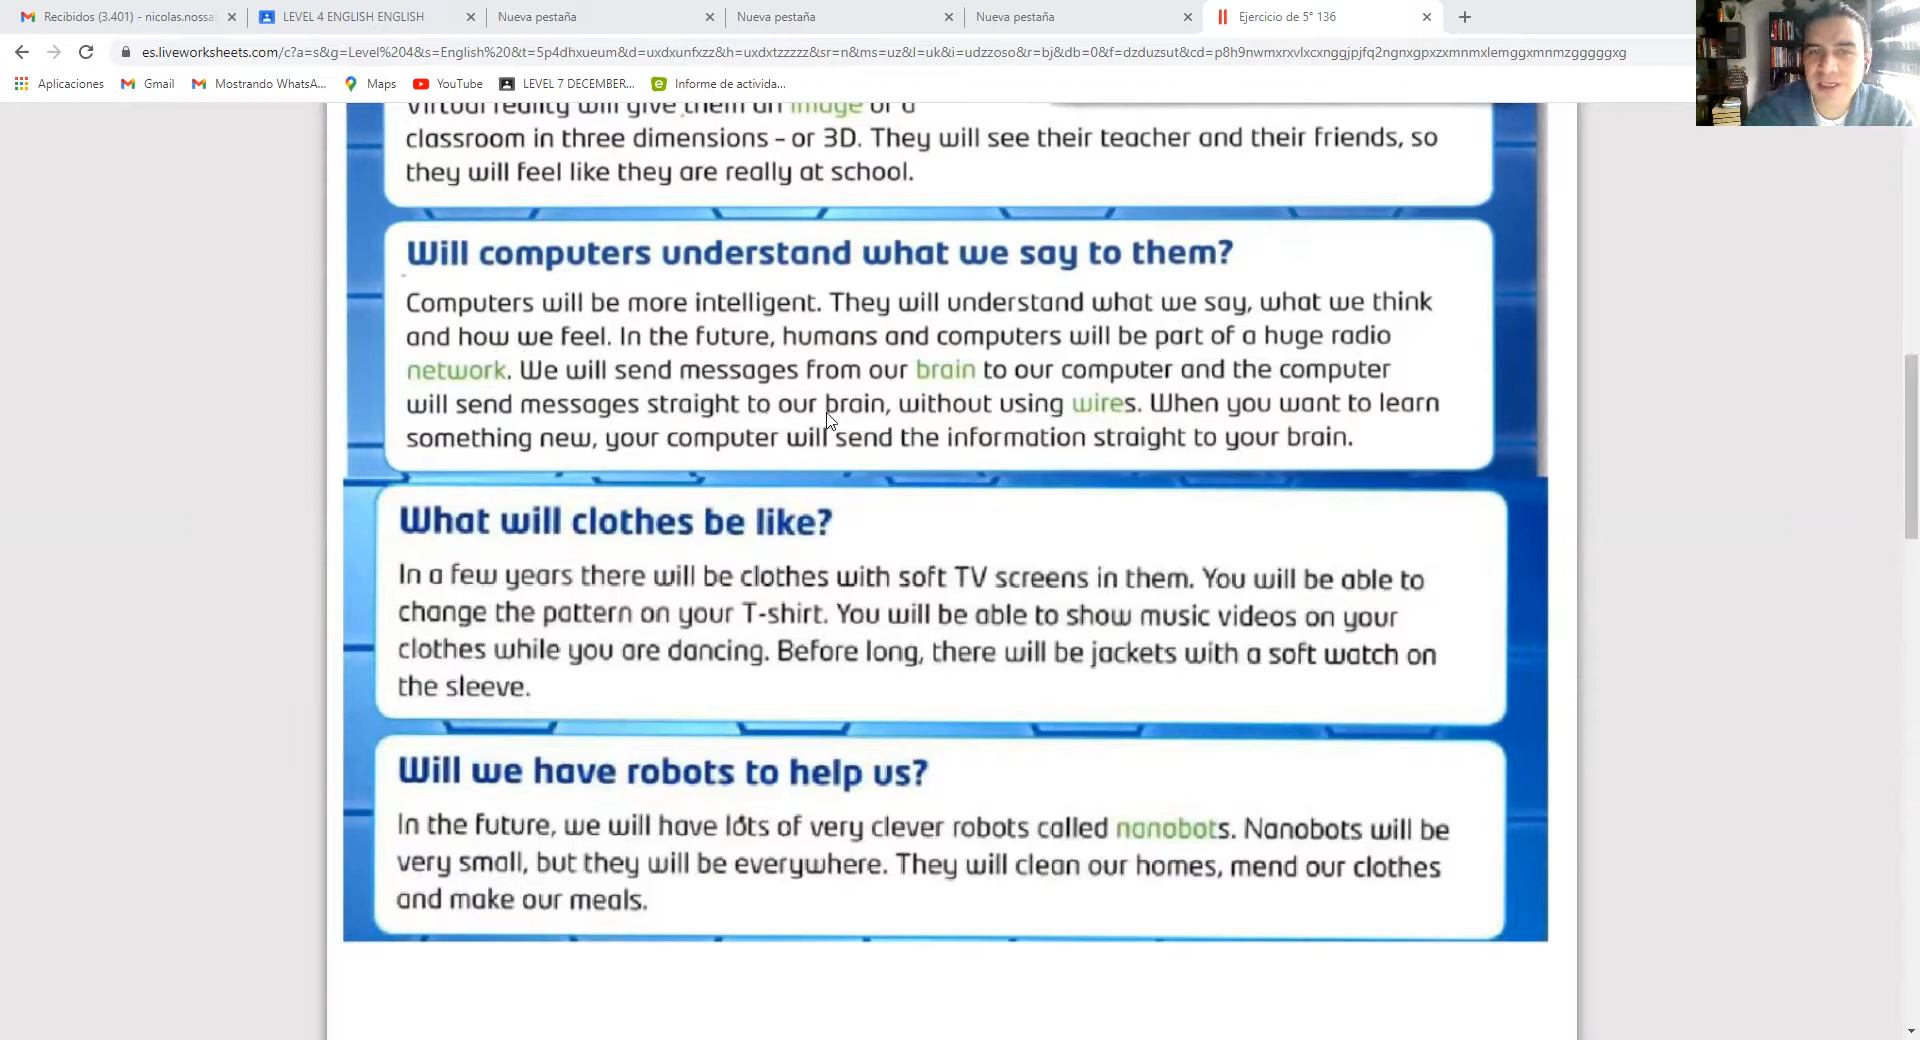 Recibidos (3.401) - nicolas.nossa
LEVEL 4 ENGLISH ENGLISH
Nueva pestaña
Nueva pestaña
Nueva pestaña
Ejercicio de 5° 136
es.liveworksheets.com/c?a=s&g=Level%204&s=English%20&t=5p4dhxueum&d=uxdxunfxzz&h=uxdxtzzzzz&sr=n&ms=uz&l=uk&i=udzzoso&r=bj&db=0&f=dzduzsut&cd=p8h9nwmxrxvlxcxnggjpjfq2ngnxgpxzxmnmxlemggxmnmzgggggxg
Aplicaciones
Gmail
Mostrando WhatsA...
Maps
YouTube
LEVEL 7 DECEMBER...
Informe de activida...
Virtual reality will give them an image of a
classroom in three dimensions - or 3D. They will see their teacher and their friends, so
they will feel like they are really at school.
Will computers understand what we say to them?
Computers will be more intelligent. They will understand what we say, what we think
and how we feel. In the future, humans and computers will be part of a huge radio
network. We will send messages from our brain to our computer and the computer
will send messages straight to our brain, without using wires. When you want to learn
something new, your computer will send the information straight to your brain.
What will clothes be like?
In a few years there will be clothes with soft TV screens in them. You will be able to
change the pattern on your T-shirt. You will be able to show music videos on your
clothes while you are dancing. Before long, there will be jackets with a soft watch on
the sleeve.
Will we have robots to help us?
In the future, we will have lots of very clever robots called nanobots. Nanobots will be
very small, but they will be everywhere. They will clean our homes, mend our clothes
and make our meals.